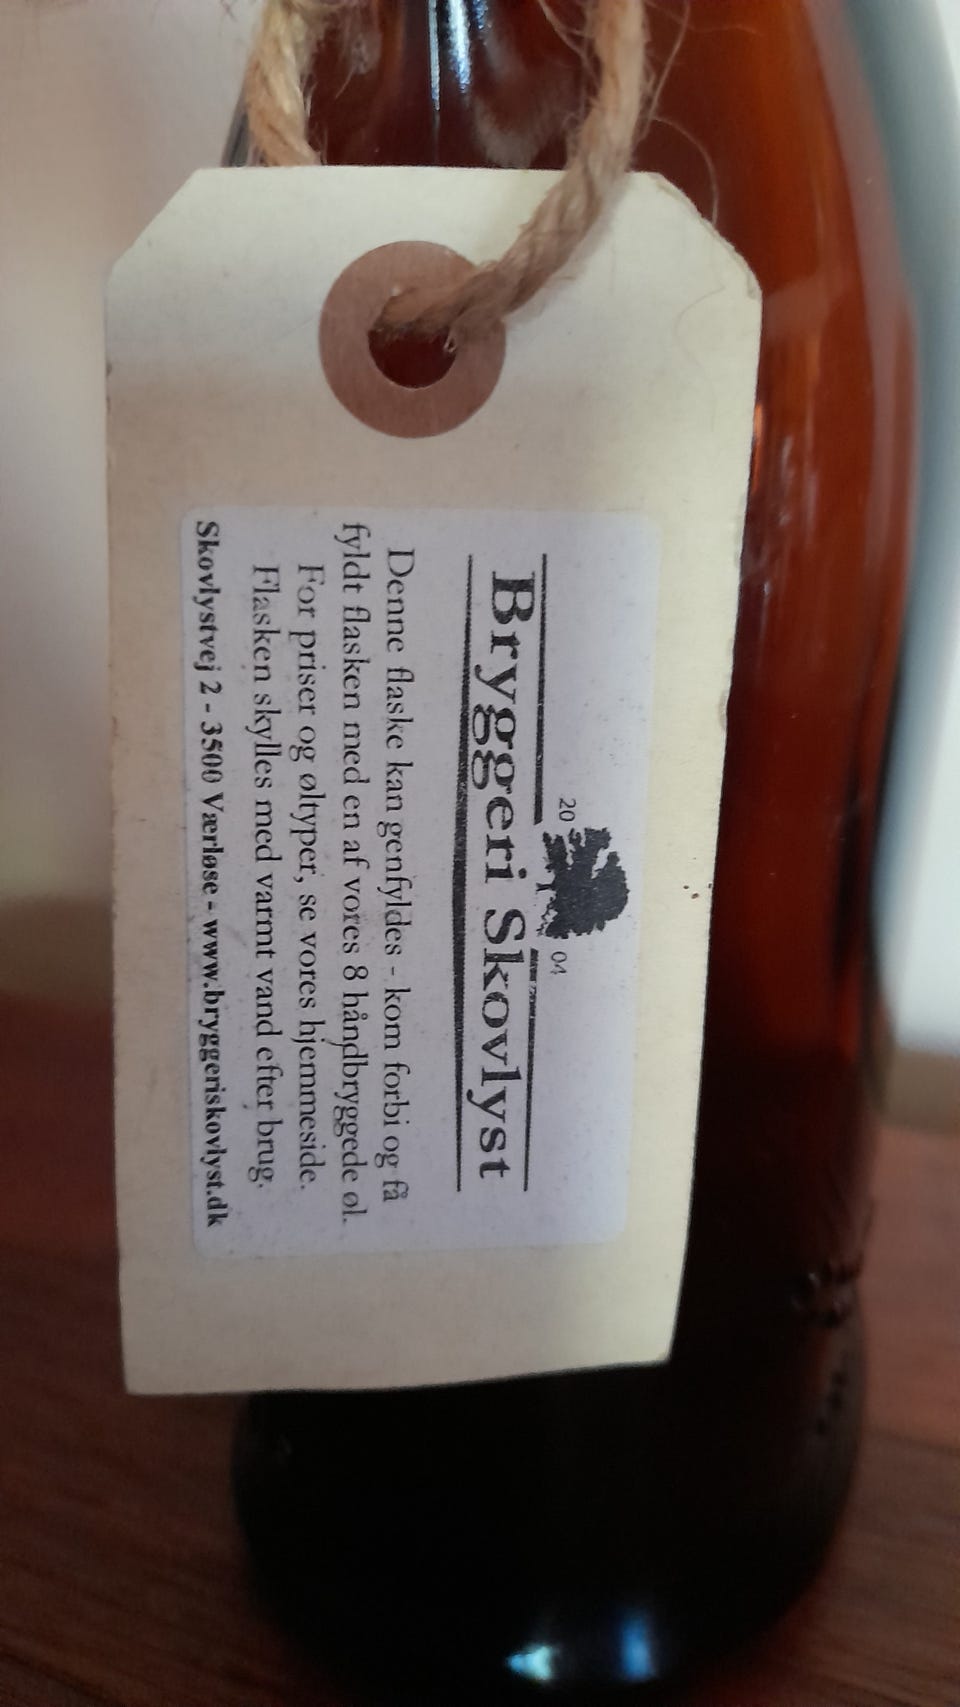 20 04
Bryggeri Skovlyst
Denne flaske kan genfyldes - kom forbi og få
fyldt flasken med en af vores 8 håndbryggede øl.
For priser og øltyper, se vores hjemmeside.
Flasken skylles med varmt vand efter brug.
Skovlystvej 2 - 3500 Værløse - www.bryggeriskovlyst.dk